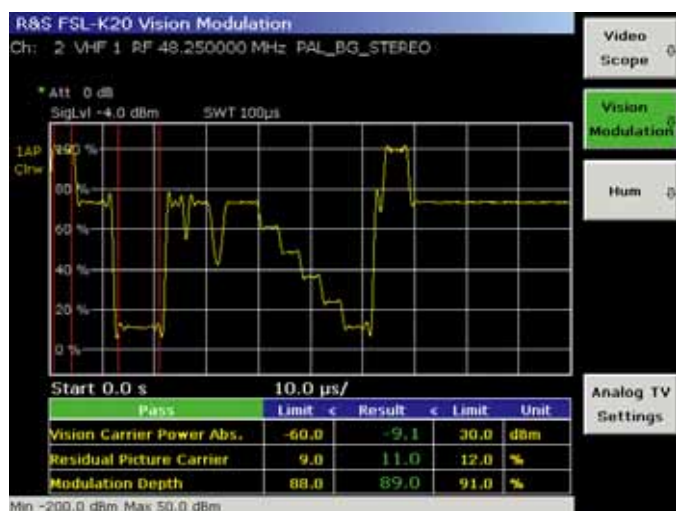 R&S FSL-K20 Vision Modulation
Ch: 2 VHF 1 RF 48.250000 MHz PAL_BG_STEREO
Att 0 dB
SigLvl -4.0 dBm SWT 100µs
1AP
Clrw
100 %
80 %
60 %
40 %
20 %
0 %
Start 0.0 s 10.0 µs/
Pass Limit < Result < Limit Unit
Vision Carrier Power Abs. -60.0 -9.1 30.0 dBm
Residual Picture Carrier 9.0 11.0 12.0 %
Modulation Depth 88.0 89.0 91.0 %
Min -200.0 dBm Max 50.0 dBm
Video
Scope
Vision
Modulation
Hum
Analog TV
Settings